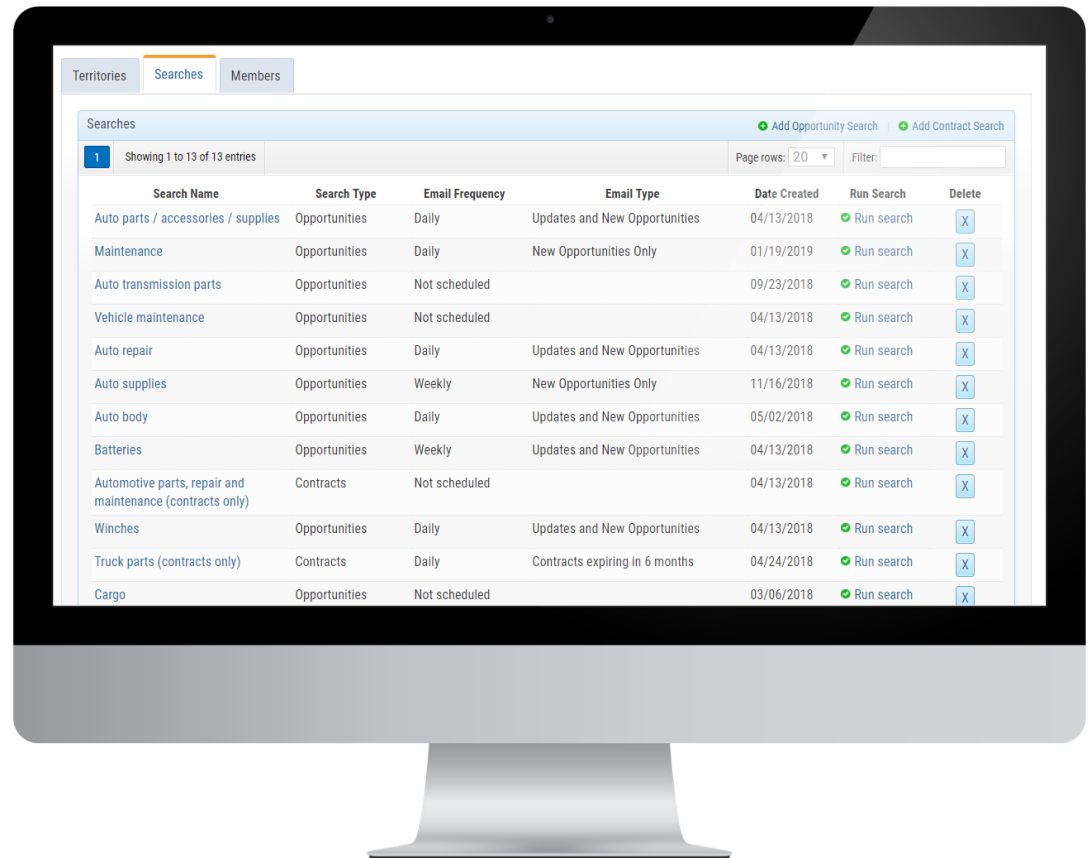 Territories Searches Members
Searches Add Opportunity Search Add Contract Search
1 Showing 1 to 13 of 13 entries Page rows: 20 Filter:
Search Name Search Type Email Frequency Email Type Date Created Run Search Delete
Auto parts / accessories / supplies Opportunities Daily Updates and New Opportunities 04/13/2018 Run search X
Maintenance Opportunities Daily New Opportunities Only 01/19/2019 Run search X
Auto transmission parts Opportunities Not scheduled 09/23/2018 Run search X
Vehicle maintenance Opportunities Not scheduled 04/13/2018 Run search X
Auto repair Opportunities Daily Updates and New Opportunities 04/13/2018 Run search X
Auto supplies Opportunities Weekly New Opportunities Only 11/16/2018 Run search X
Auto body Opportunities Daily Updates and New Opportunities 05/02/2018 Run search X
Batteries Opportunities Weekly Updates and New Opportunities 04/13/2018 Run search X
Automotive parts, repair and Contracts Not scheduled 04/13/2018 Run search X
maintenance (contracts only)
Winches Opportunities Daily Updates and New Opportunities 04/13/2018 Run search X
Truck parts (contracts only) Contracts Daily Contracts expiring in 6 months 04/24/2018 Run search X
Cargo Opportunities Not scheduled 03/06/2018 Run search X